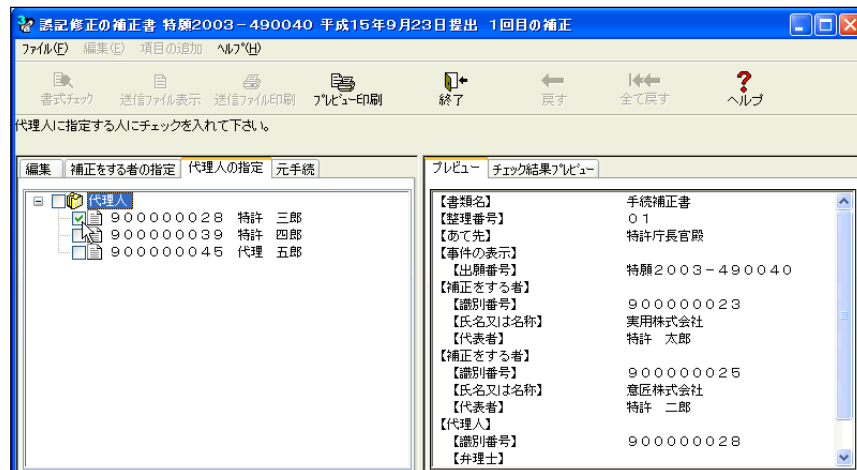 誤記修正の補正書 特願2003－490040 平成15年9月23日提出 1回目の補正
ﾌｧｲﾙ(F) 編集(E) 項目の追加 ﾍﾙﾌﾟ(H)
書式ﾁｪｯｸ 送信ﾌｧｲﾙ表示 送信ﾌｧｲﾙ印刷 ﾌﾟﾚﾋﾞｭｰ印刷 終了 戻す 全て戻す ヘルプ
代理人に指定する人にチェックを入れて下さい。
編集 補正をする者の指定 代理人の指定 元手続
代理人
９０００００００２８ 特許 三郎
９０００００００３９ 特許 四郎
９０００００００４５ 代理 五郎
プレビュー チェック結果ﾌﾟﾚﾋﾞｭｰ
【書類名】 手続補正書
【整理番号】 ０１
【あて先】 特許庁長官殿
【事件の表示】
【出願番号】 特願２００３－４９００４０
【補正をする者】
【識別番号】 ９０００００００２３
【氏名又は名称】 実用株式会社
【代表者】 特許 太郎
【補正をする者】
【識別番号】 ９０００００００２５
【氏名又は名称】 意匠株式会社
【代表者】 特許 二郎
【代理人】
【識別番号】 ９０００００００２８
【弁理士】